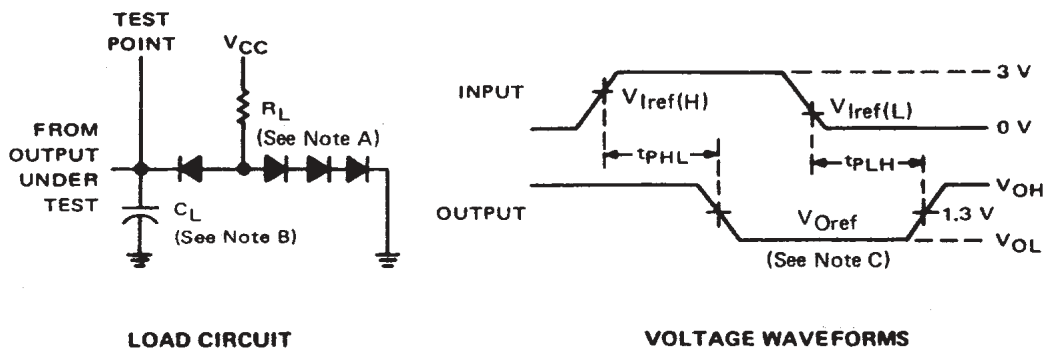 TEST
POINT
VCC
RL
(See Note A)
FROM
OUTPUT
UNDER
TEST
CL
(See Note B)
LOAD CIRCUIT
INPUT
VIref(H)
VIref(L)
3 V
0 V
tPHL
tPLH
OUTPUT
VOref
(See Note C)
VOH
1.3 V
VOL
VOLTAGE WAVEFORMS